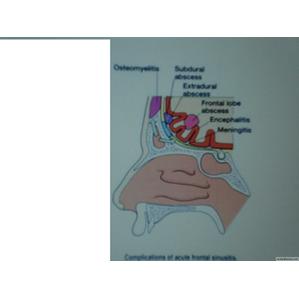 Osteomyelitis
Subdural
abscess
Extradural
abscess
Frontal lobe
abscess
Encephalitis
Meningitis
Complications of acute frontal sinusitis